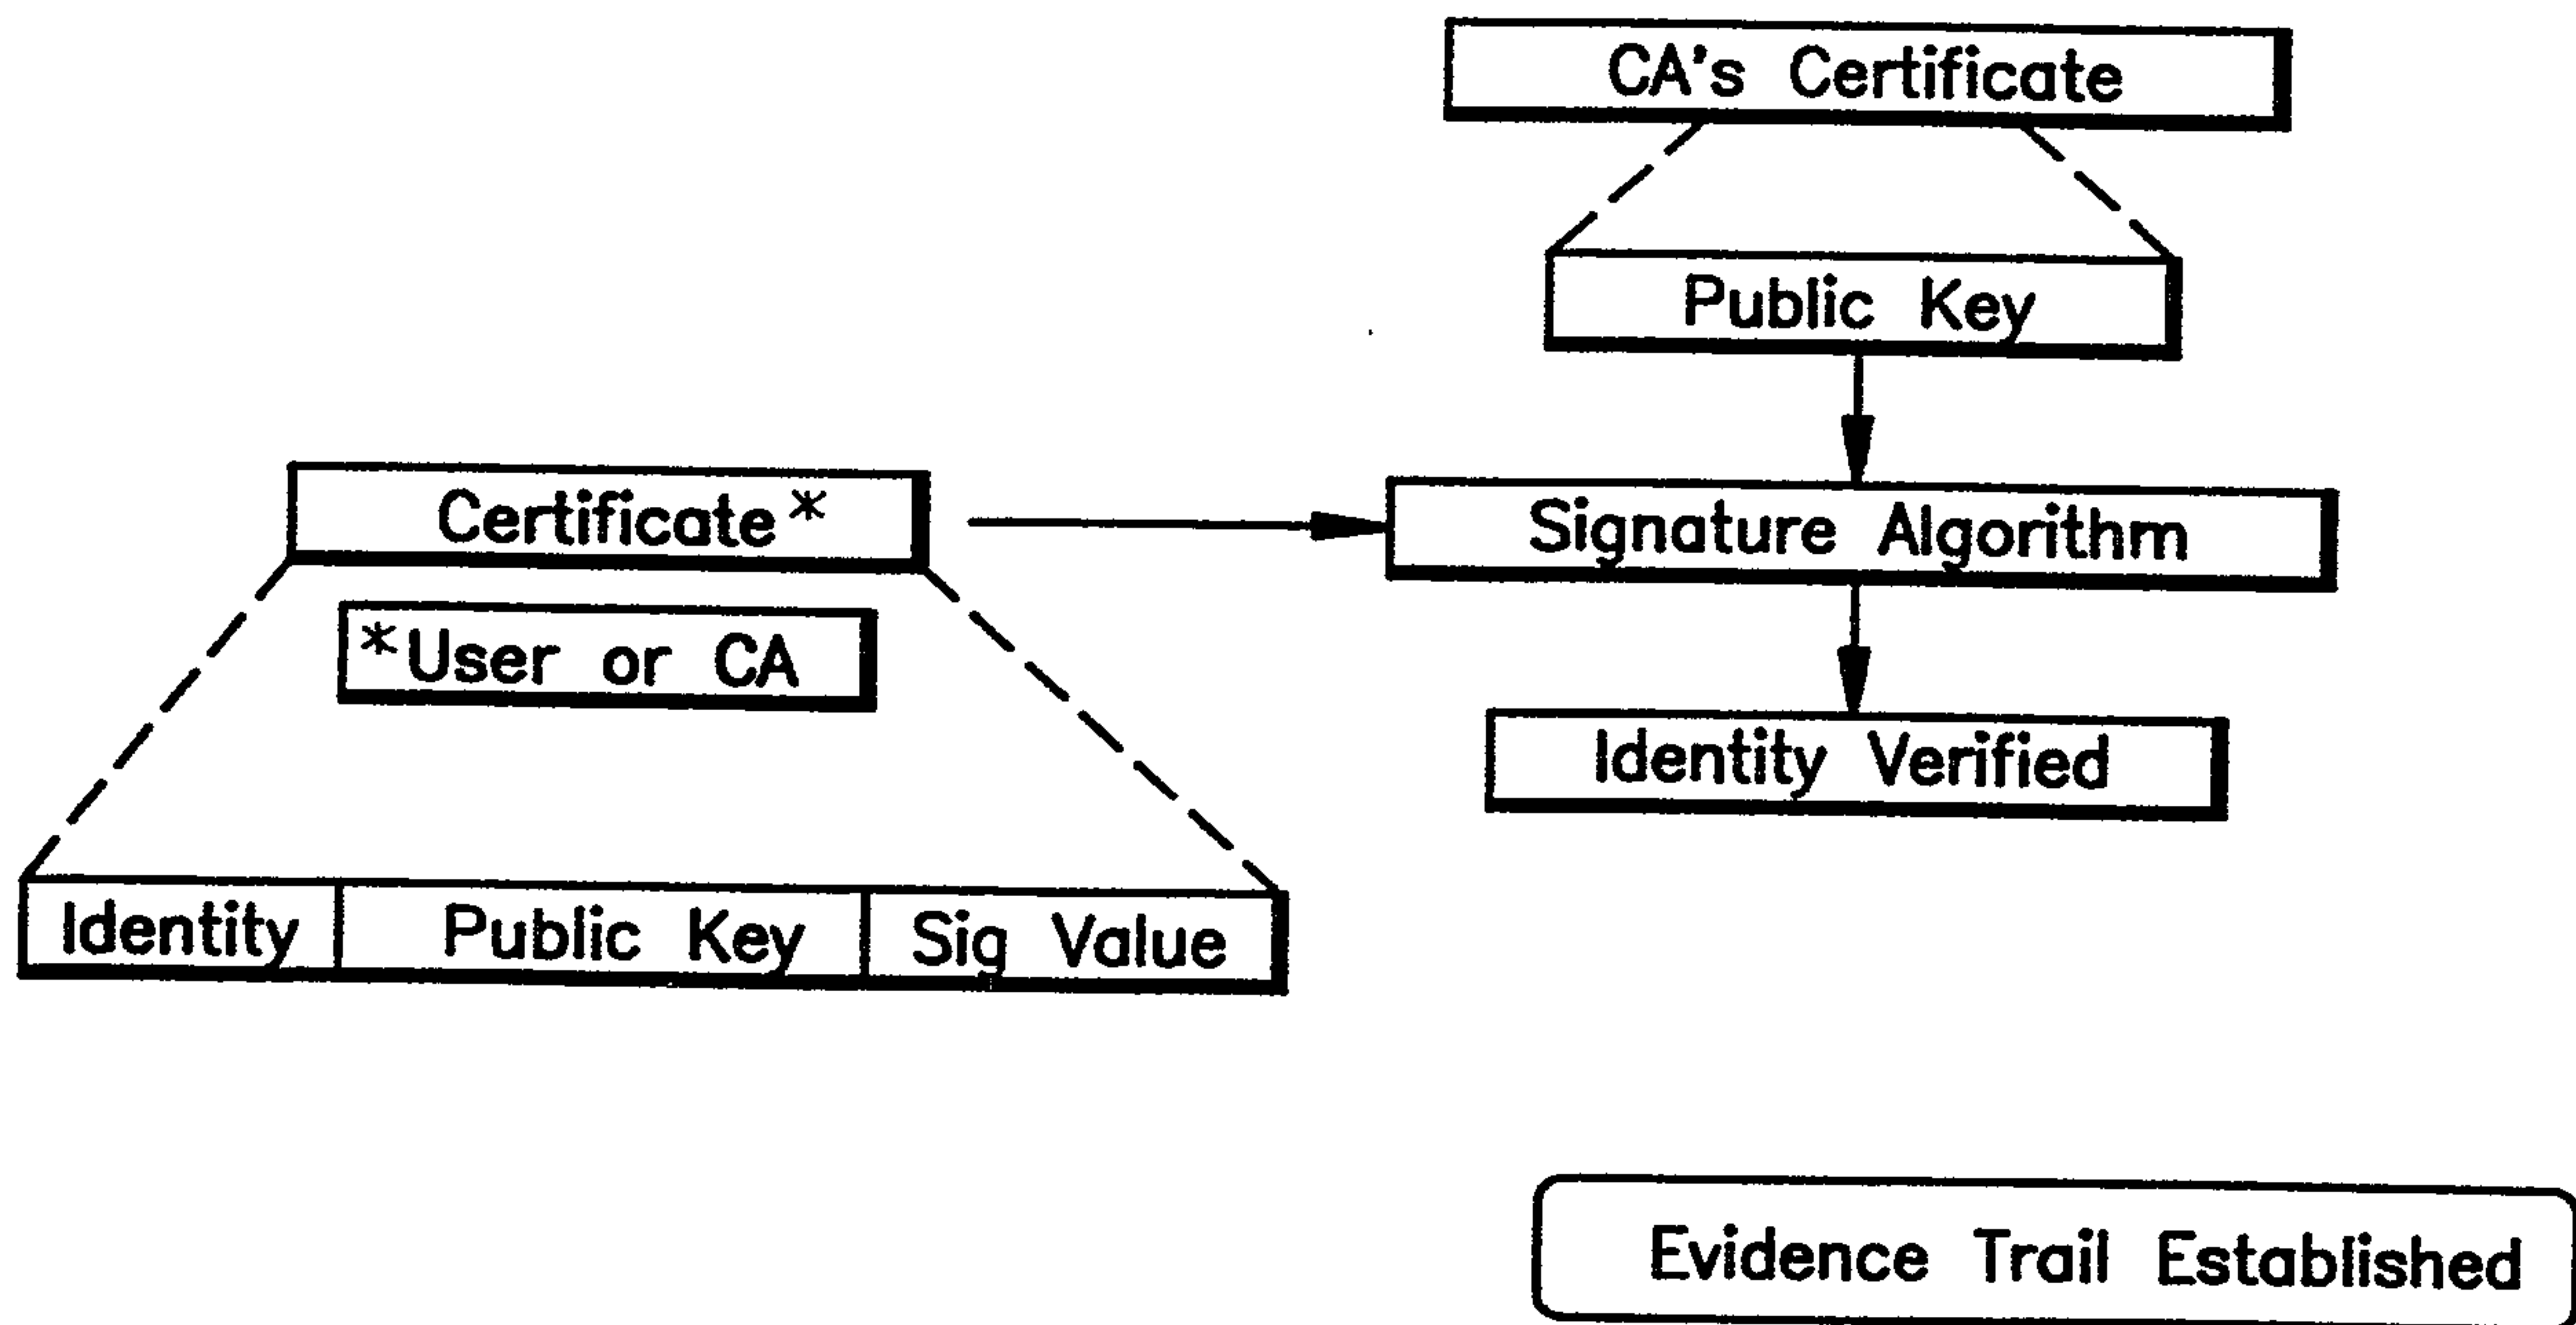 CA's Certificate
Public Key
Certificate*
Signature Algorithm
*User or CA
Identity Verified
Identity Public Key Sig Value
Evidence Trail Established